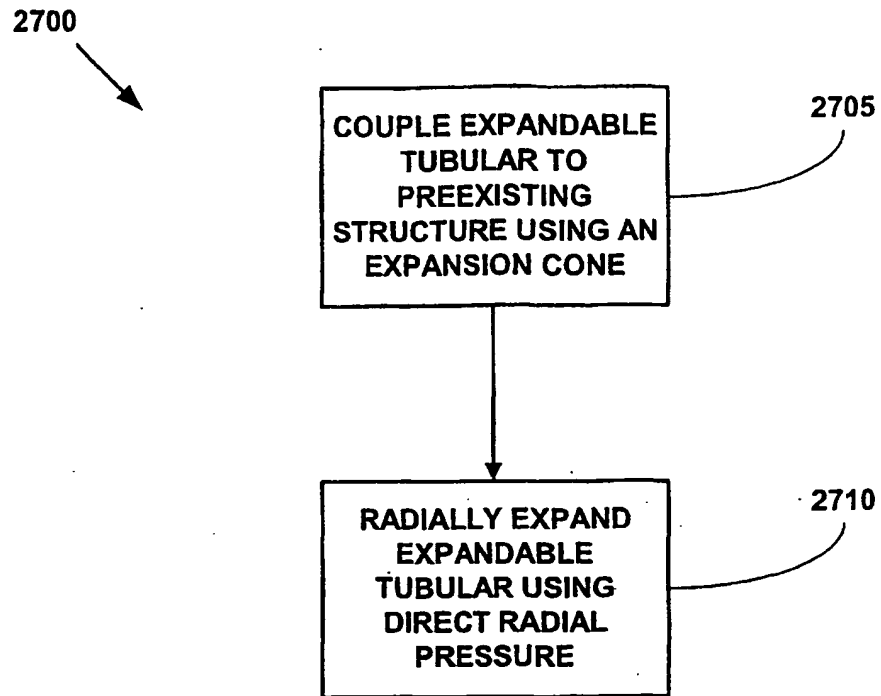 2700
COUPLE EXPANDABLE
TUBULAR TO
PREEXISTING
STRUCTURE USING AN
EXPANSION CONE
2705
RADIALLY EXPAND
EXPANDABLE
TUBULAR USING
DIRECT RADIAL
PRESSURE
2710